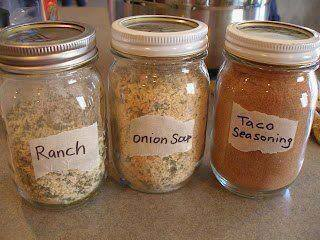 Ranch
Onion Soup
Taco
Seasoning